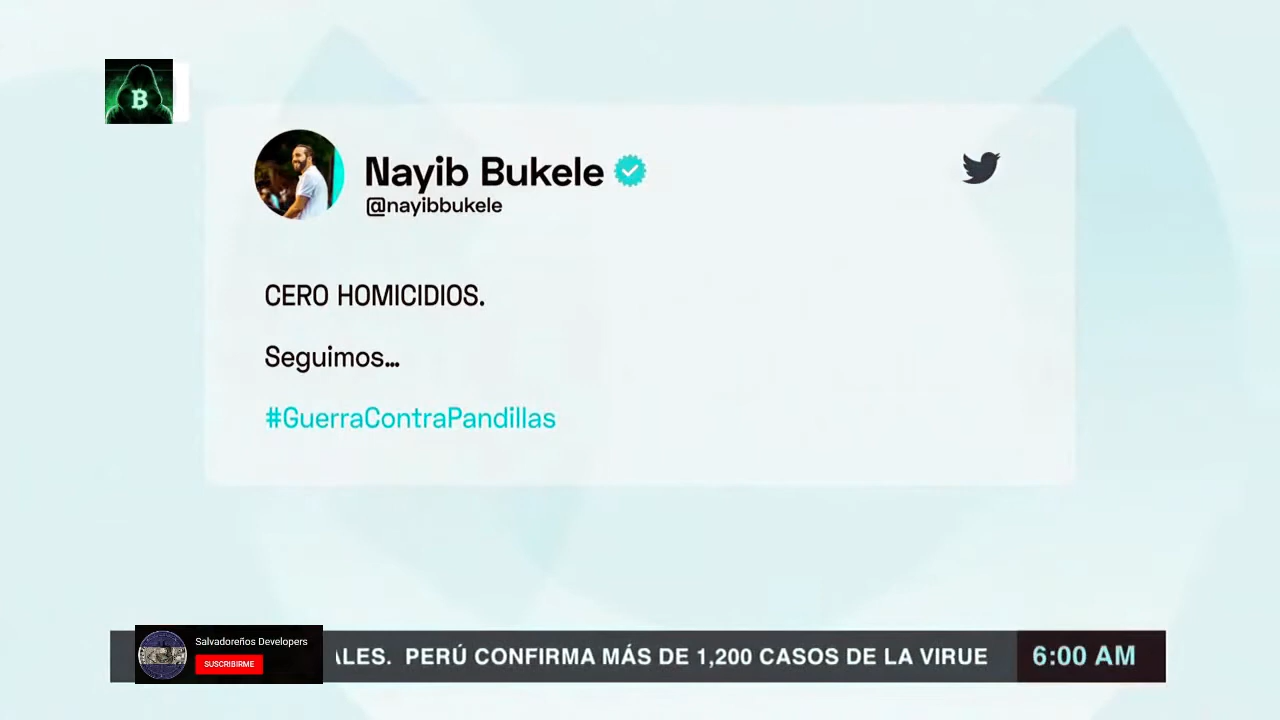 Nayib Bukele
@nayibbukele
CERO HOMICIDIOS.
Seguimos...
#GuerraContraPandillas
Salvadoreños Developers
SUSCRIBIRME
ALES. PERÚ CONFIRMA MÁS DE 1,200 CASOS DE LA VIRUE
6:00 AM